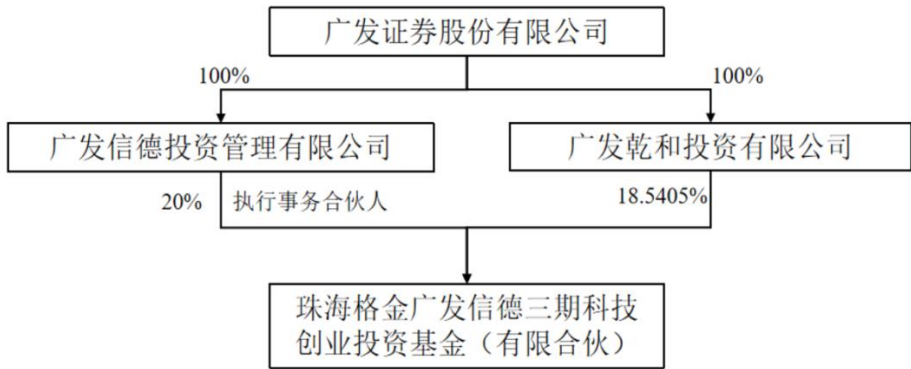 广发证券股份有限公司
100%
100%
广发信德投资管理有限公司
广发乾和投资有限公司
20%
执行事务合伙人
18.5405%
珠海格金广发信德三期科技
创业投资基金（有限合伙）